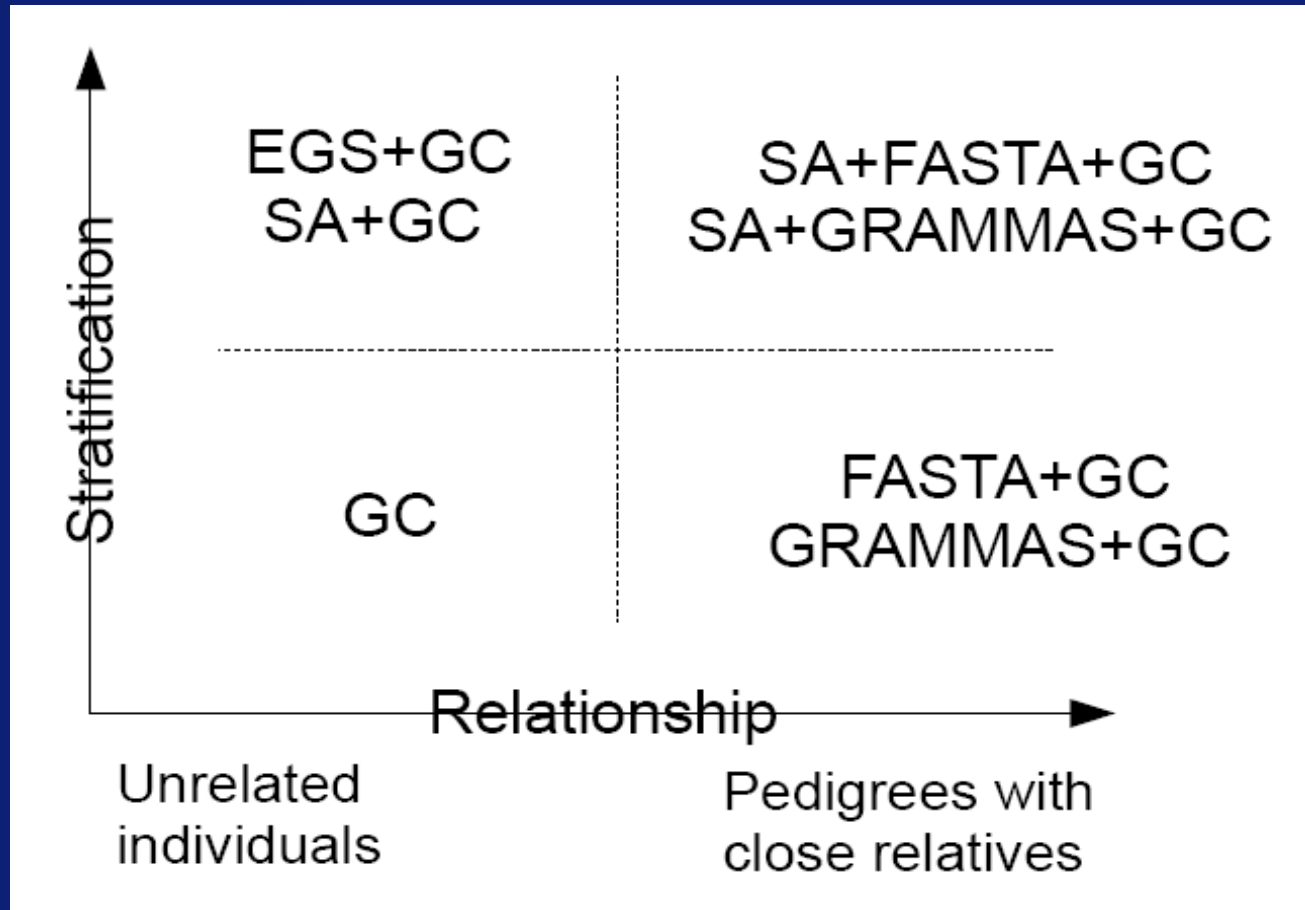 EGS+GC
SA+GC
SA+FASTA+GC
SA+GRAMMAS+GC
Stratification
GC
FASTA+GC
GRAMMAS+GC
Relationship
Unrelated
individuals
Pedigrees with
close relatives